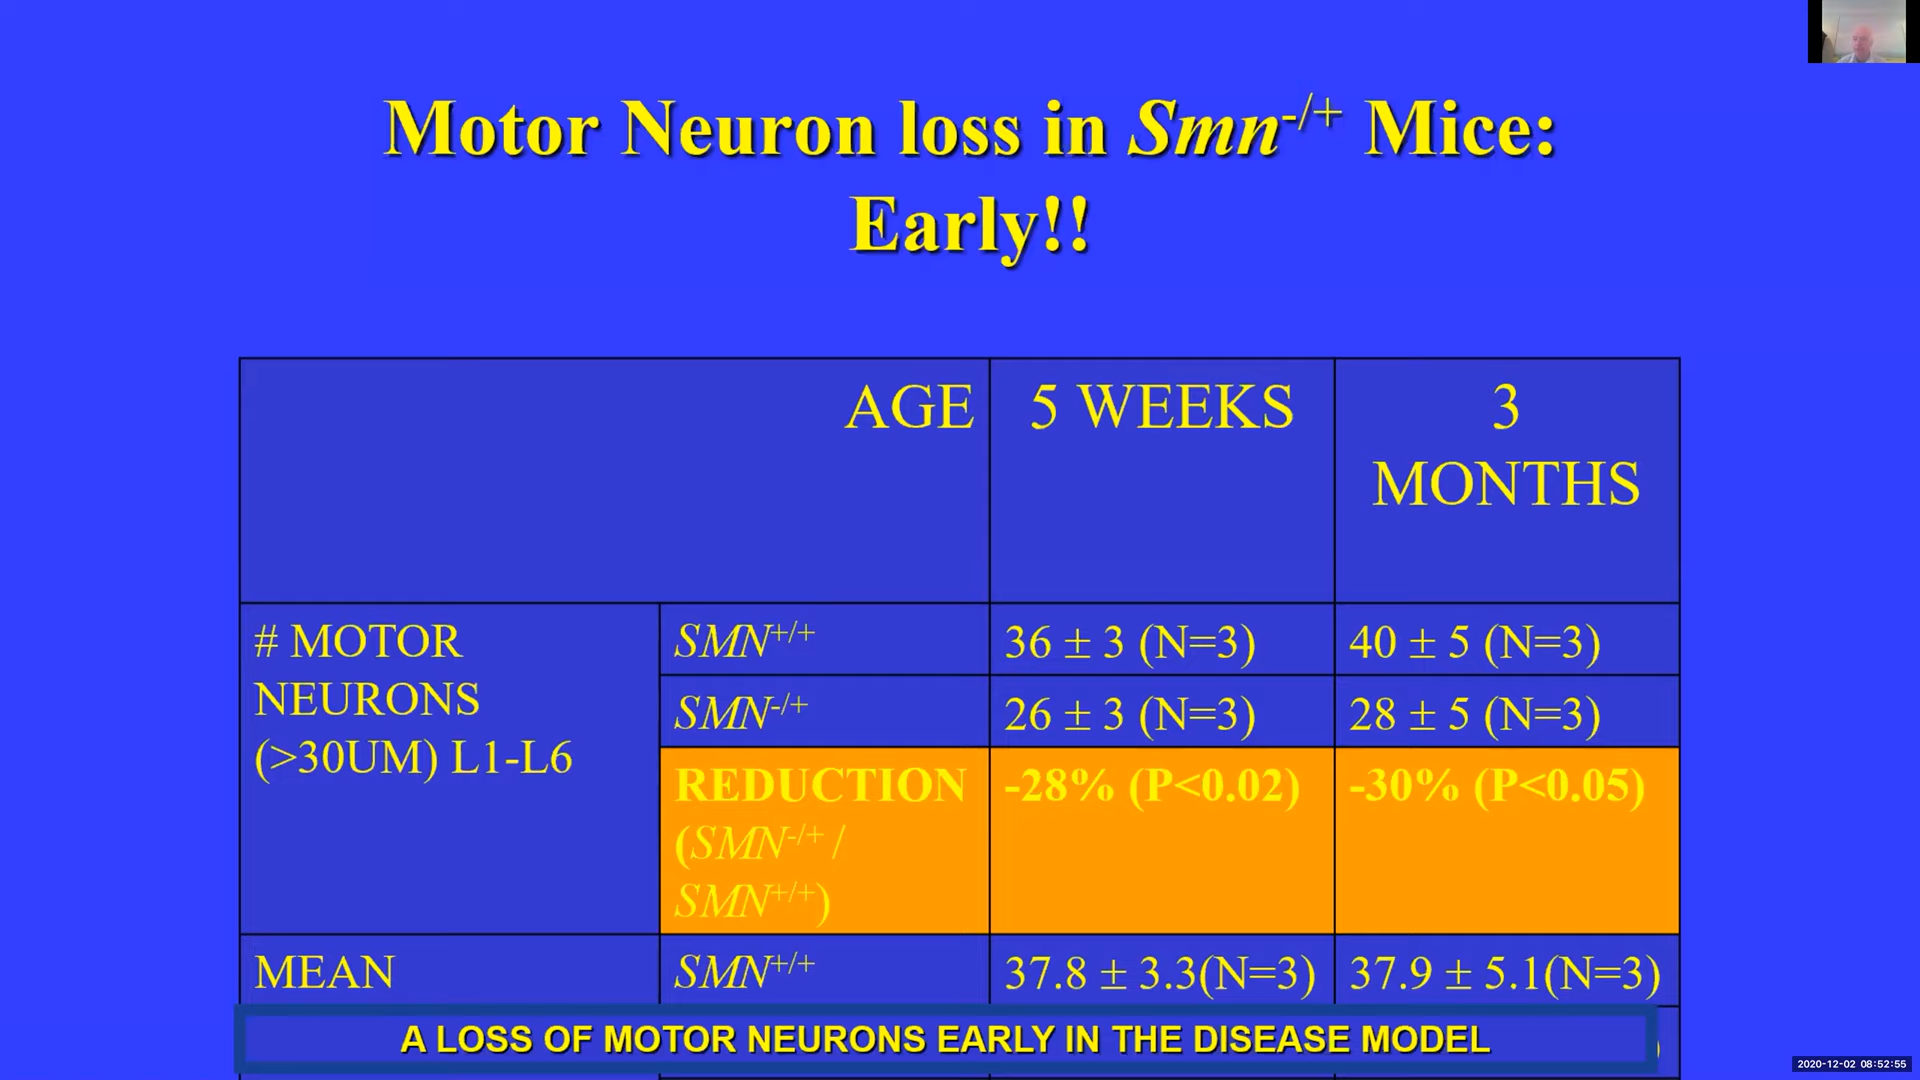 Motor Neuron loss in Smn-/+ Mice:
Early!!
AGE 5 WEEKS 3 MONTHS
# MOTOR NEURONS (>30UM) L1-L6
SMN+/+ 36 ± 3 (N=3) 40 ± 5 (N=3)
SMN-/+ 26 ± 3 (N=3) 28 ± 5 (N=3)
REDUCTION (SMN-/+ / SMN+/+) -28% (P<0.02) -30% (P<0.05)
MEAN SMN+/+ 37.8 ± 3.3(N=3) 37.9 ± 5.1(N=3)
A LOSS OF MOTOR NEURONS EARLY IN THE DISEASE MODEL
2020-12-02 08:52:55